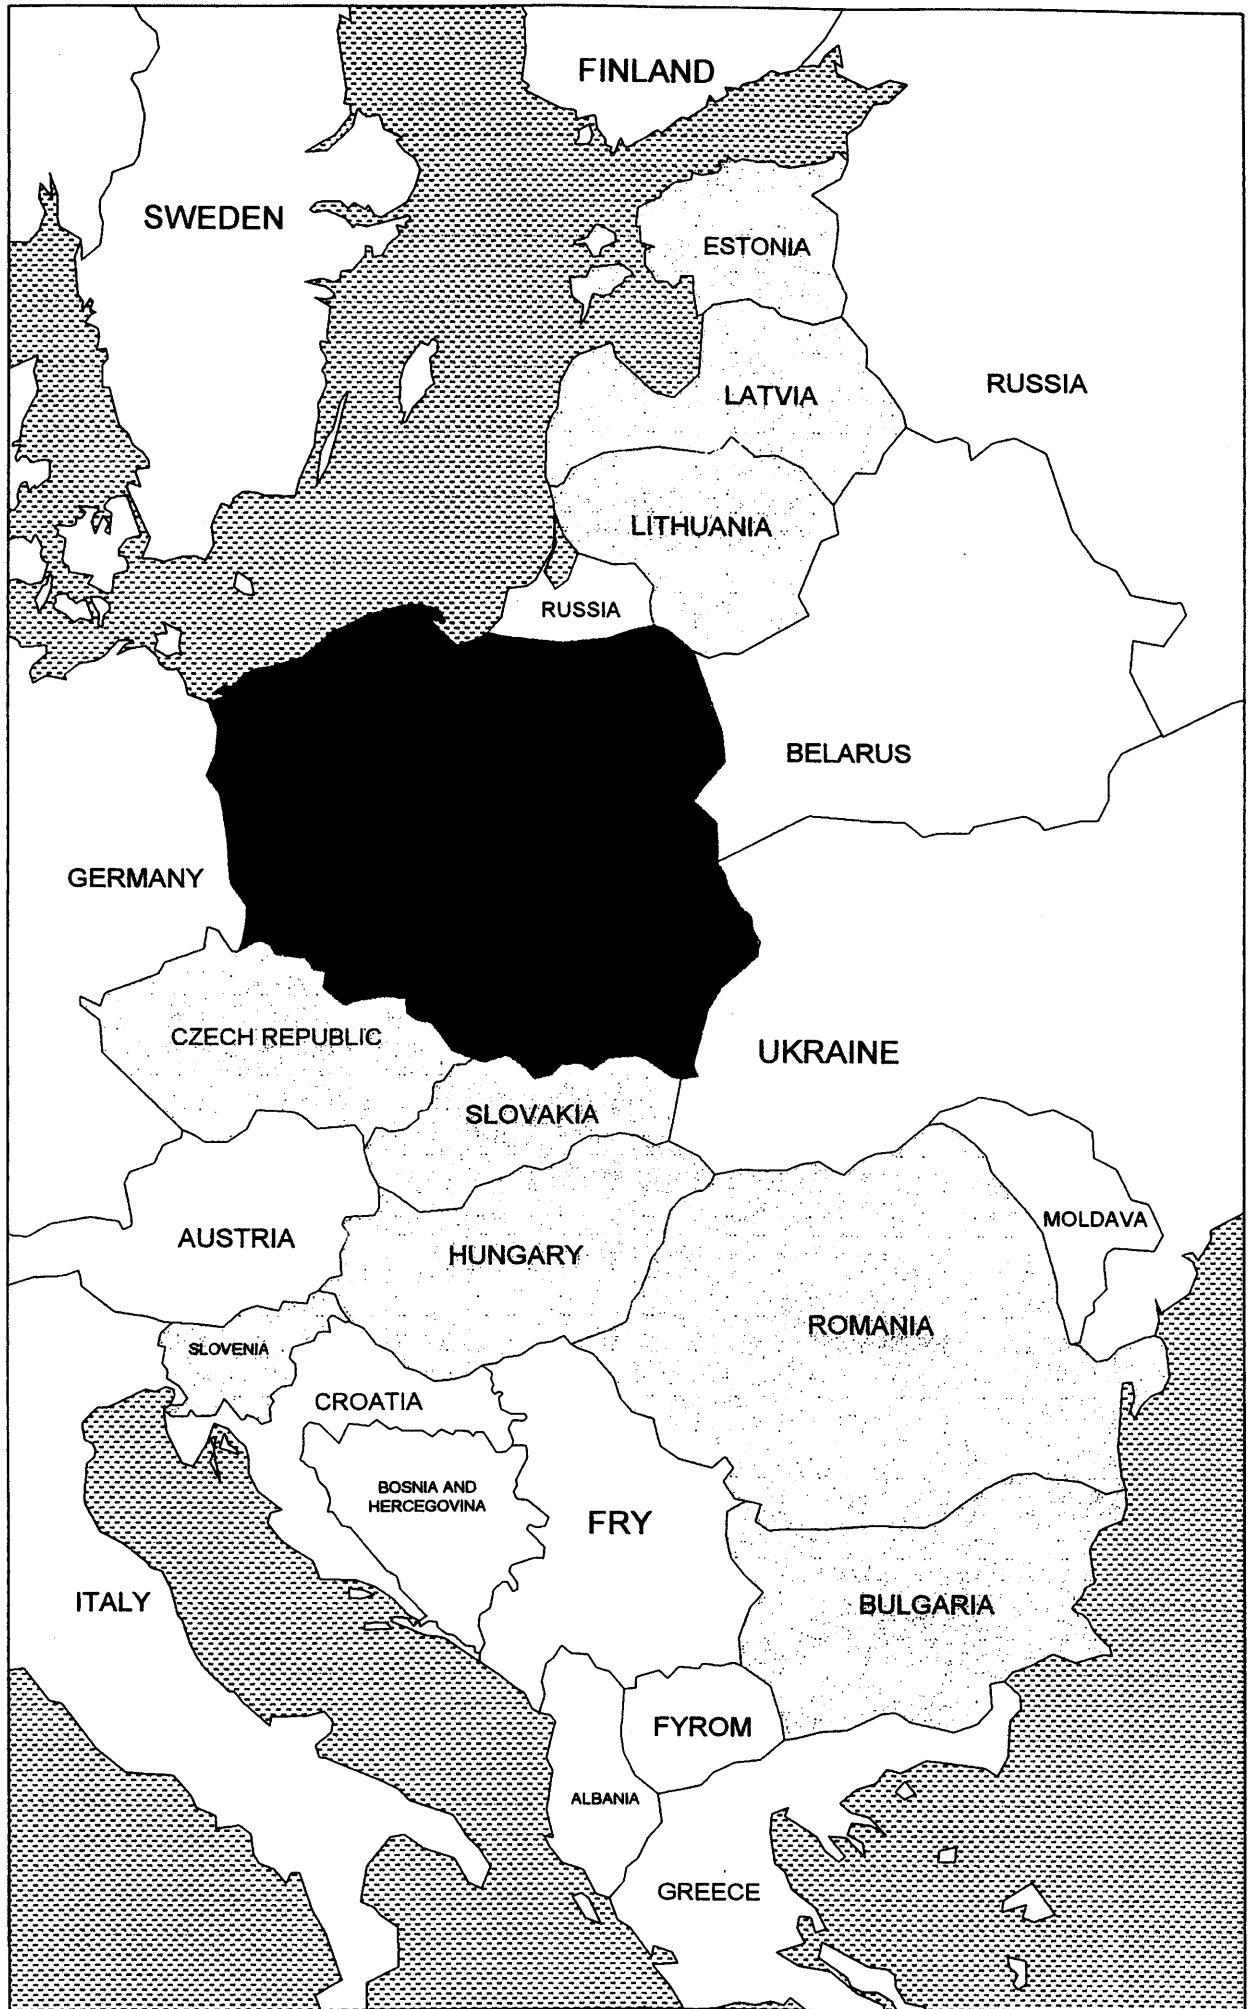 FINLAND
SWEDEN
ESTONIA
RUSSIA
LATVIA
LITHUANIA
RUSSIA
BELARUS
GERMANY
CZECH REPUBLIC
UKRAINE
SLOVAKIA
MOLDAVA
AUSTRIA
HUNGARY
ROMANIA
SLOVENIA
CROATIA
BOSNIA AND
HERCEGOVINA
FRY
ITALY
BULGARIA
FYROM
ALBANIA
GREECE